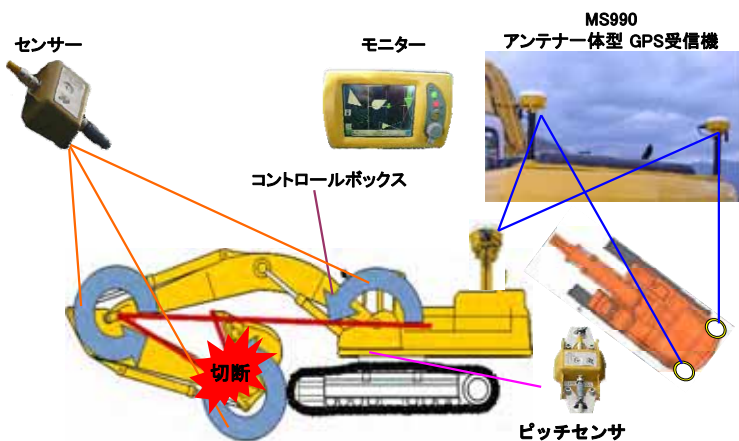 MS990
アンテナ一体型 GPS受信機
センサー
モニター
コントロールボックス
切断
ピッチセンサ